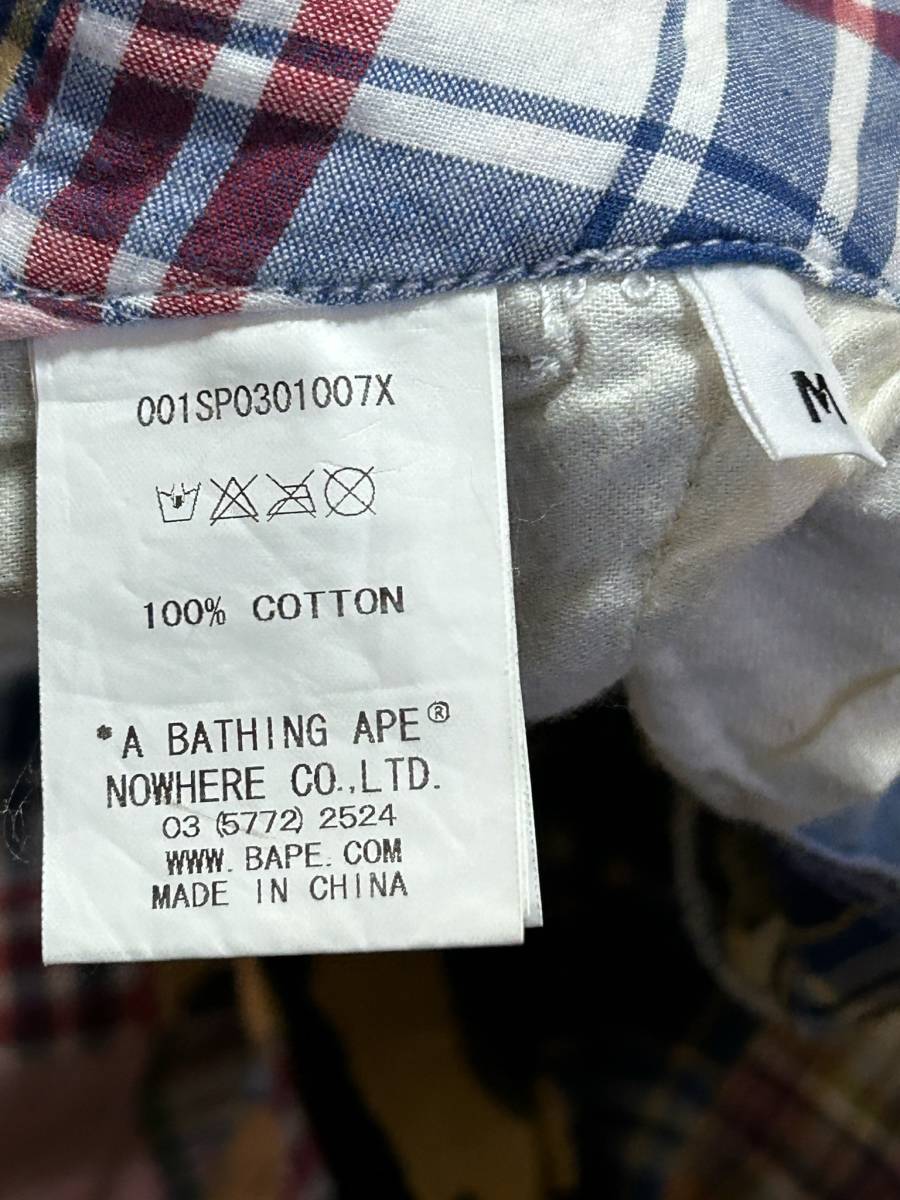 001SP0301007X
M
100% COTTON
*A BATHING APE®
NOWHERE CO.,LTD.
03 (5772) 2524
WWW. BAPE. COM
MADE IN CHINA